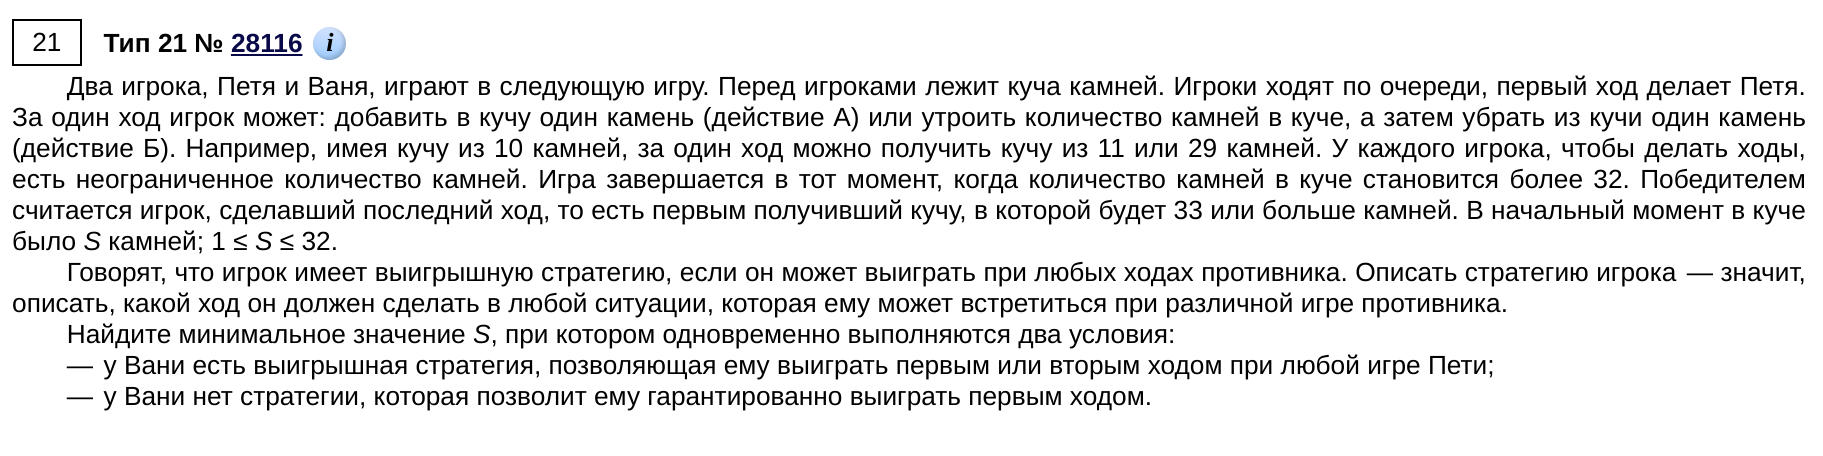 21 Тип 21 № 28116 i
Два игрока, Петя и Ваня, играют в следующую игру. Перед игроками лежит куча камней. Игроки ходят по очереди, первый ход делает Петя.
За один ход игрок может: добавить в кучу один камень (действие А) или утроить количество камней в куче, а затем убрать из кучи один камень
(действие Б). Например, имея кучу из 10 камней, за один ход можно получить кучу из 11 или 29 камней. У каждого игрока, чтобы делать ходы,
есть неограниченное количество камней. Игра завершается в тот момент, когда количество камней в куче становится более 32. Победителем
считается игрок, сделавший последний ход, то есть первым получивший кучу, в которой будет 33 или больше камней. В начальный момент в куче
было S камней; 1 ≤ S ≤ 32.
Говорят, что игрок имеет выигрышную стратегию, если он может выиграть при любых ходах противника. Описать стратегию игрока — значит,
описать, какой ход он должен сделать в любой ситуации, которая ему может встретиться при различной игре противника.
Найдите минимальное значение S, при котором одновременно выполняются два условия:
— у Вани есть выигрышная стратегия, позволяющая ему выиграть первым или вторым ходом при любой игре Пети;
— у Вани нет стратегии, которая позволит ему гарантированно выиграть первым ходом.